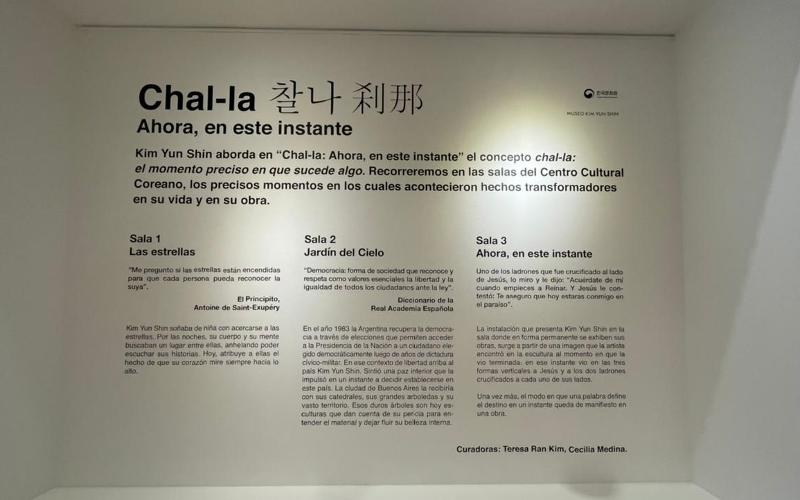 Chal-la 찰나 刹那
Ahora, en este instante
한국문화원
MUSEO KIM YUN SHIN
Kim Yun Shin aborda en “Chal-la: Ahora, en este instante” el concepto chal-la:
el momento preciso en que sucede algo. Recorreremos en las salas del Centro Cultural
Coreano, los precisos momentos en los cuales acontecieron hechos transformadores
en su vida y en su obra.
Sala 1
Las estrellas
“Me pregunto si las estrellas están encendidas
para que cada persona pueda reconocer la
suya”.
El Principito,
Antoine de Saint-Exupéry
Kim Yun Shin soñaba de niña con acercarse a las
estrellas. Por las noches, su cuerpo y su mente
buscaban un lugar entre ellas, anhelando poder
escuchar sus historias. Hoy, atribuye a ellas el
hecho de que su corazón mire siempre hacia lo
alto.
Sala 2
Jardín del Cielo
“Democracia: forma de sociedad que reconoce y
respeta como valores esenciales la libertad y la
igualdad de todos los ciudadanos ante la ley”.
Diccionario de la
Real Academia Española
En el año 1983 la Argentina recupera la democra-
cia a través de elecciones que permiten acceder
a la Presidencia de la Nación a un ciudadano ele-
gido democráticamente luego de años de dictadura
cívico-militar. En ese contexto de libertad arriba al
país Kim Yun Shin. Sintió una paz interior que la
impulsó en un instante a decidir establecerse en
este país. La ciudad de Buenos Aires la recibiría
con sus catedrales, sus grandes arboledas y su
vasto territorio. Esos duros árboles son hoy es-
culturas que dan cuenta de su pericia para en-
tender el material y dejar fluir su belleza interna.
Sala 3
Ahora, en este instante
Uno de los ladrones que fue crucificado al lado
de Jesús, lo miro y le dijo: “Acuérdate de mí
cuando empieces a Reinar. Y Jesús le con-
testó: Te aseguro que hoy estaras conmigo en
el paraíso”.
La instalación que presenta Kim Yun Shin en la
sala donde en forma permanente se exhiben sus
obras, surge a partir de una imagen que la artista
encontró en la escultura al momento en que la
vio terminada: en ese instante vio en las tres
formas verticales a Jesús y a los dos ladrones
crucificados a cada uno de sus lados.
Una vez más, el modo en que una palabra define
el destino en un instante queda de manifiesto en
una obra.
Curadoras: Teresa Ran Kim, Cecilia Medina.